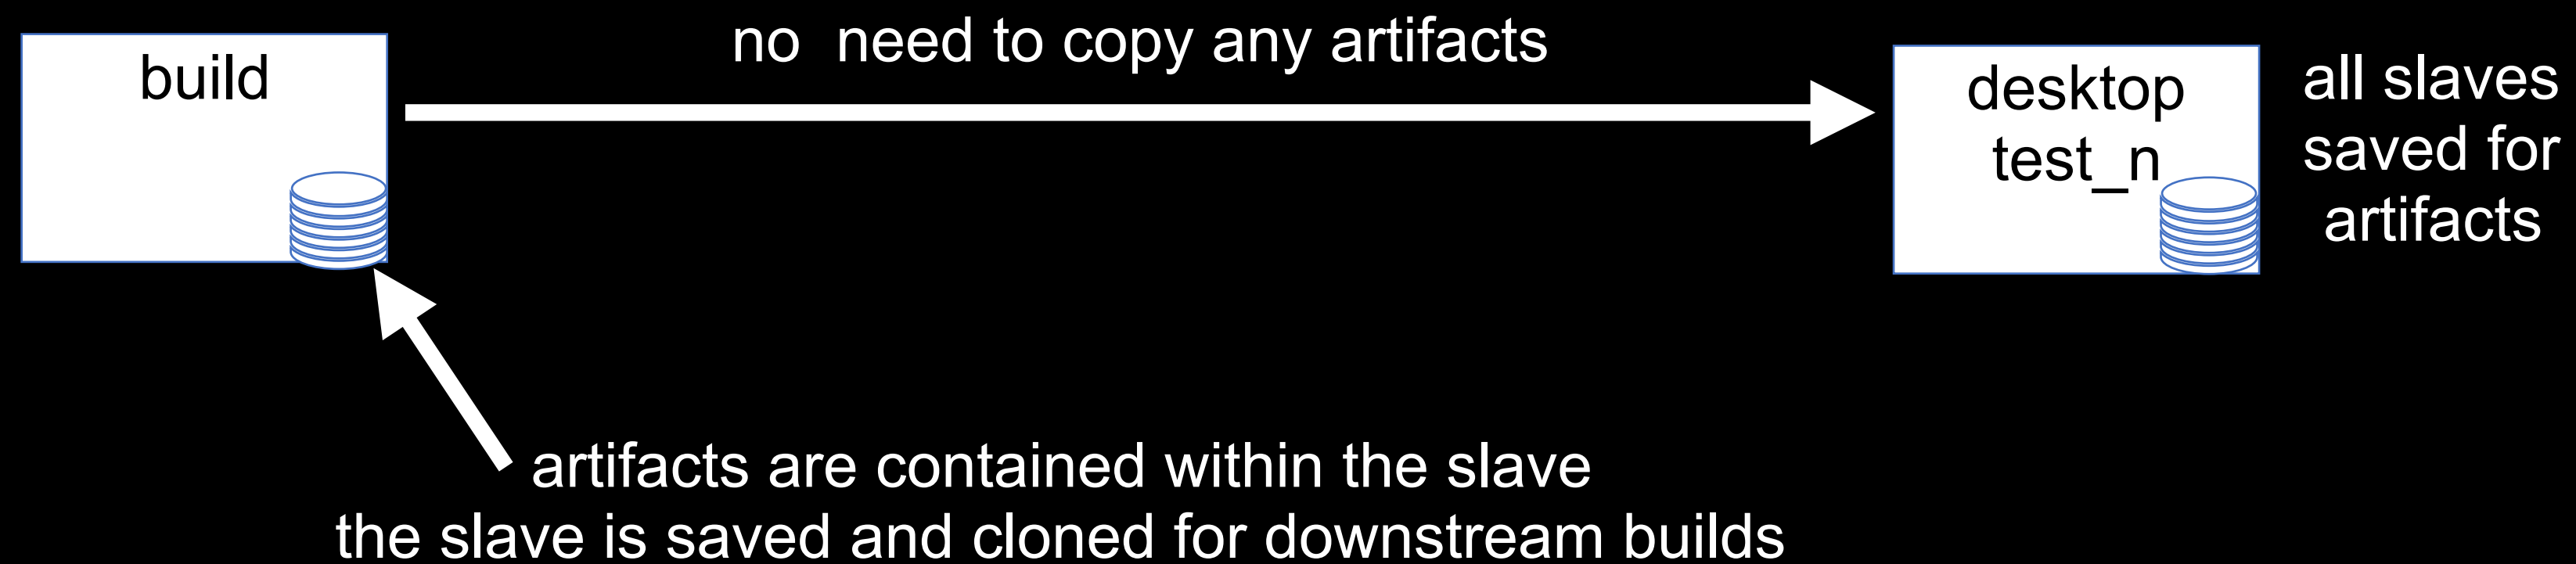 build
no  need to copy any artifacts
desktop
test_n
all slaves
saved for
artifacts
artifacts are contained within the slave
the slave is saved and cloned for downstream builds